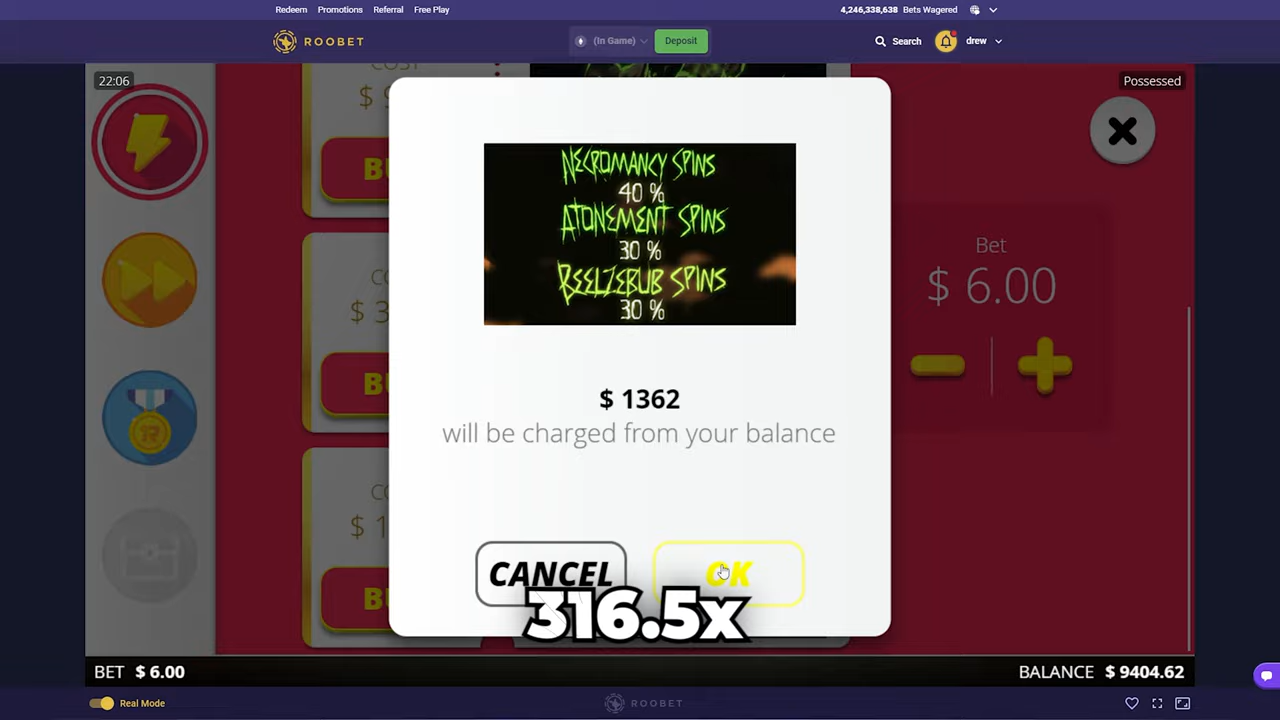 Redeem Promotions Referral Free Play
4,246,338,638 Bets Wagered
ROOBET
(In Game)
Deposit
Search
drew
22:06
Possessed
NECROMANCY SPINS
40 %
ATONEMENT SPINS
30 %
BEELZEBUB SPINS
30 %
Bet
$ 6.00
$ 1362
will be charged from your balance
CANCEL
OK
316.5x
BET $ 6.00
BALANCE $ 9404.62
Real Mode
ROOBET